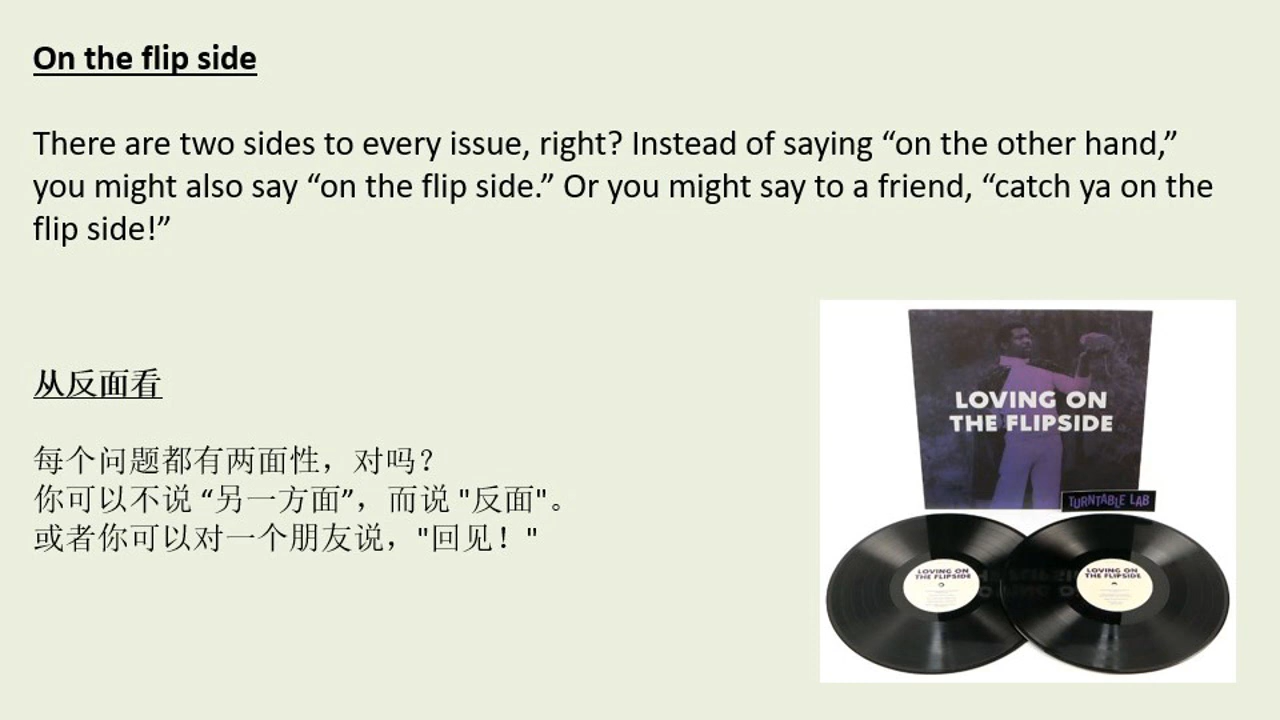 On the flip side
There are two sides to every issue, right? Instead of saying “on the other hand,”
you might also say “on the flip side.” Or you might say to a friend, “catch ya on the
flip side!”
从反面看
每个问题都有两面性，对吗？
你可以不说 “另一方面”，而说 "反面"。
或者你可以对一个朋友说，"回见！"
LOVING ON
THE FLIPSIDE
TURNTABLE LAB
LOVING ON
THE FLIPSIDE
LOVING ON
THE FLIPSIDE